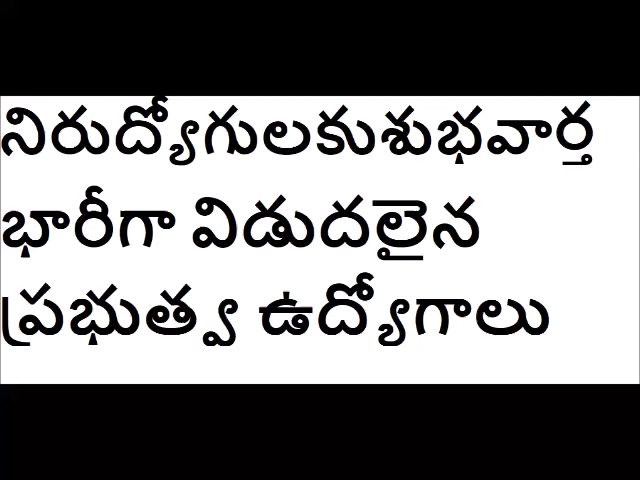 నిరుద్యోగులకుశుభవార్త
భారీగా విడుదలైన
ప్రభుత్వ ఉద్యోగాలు